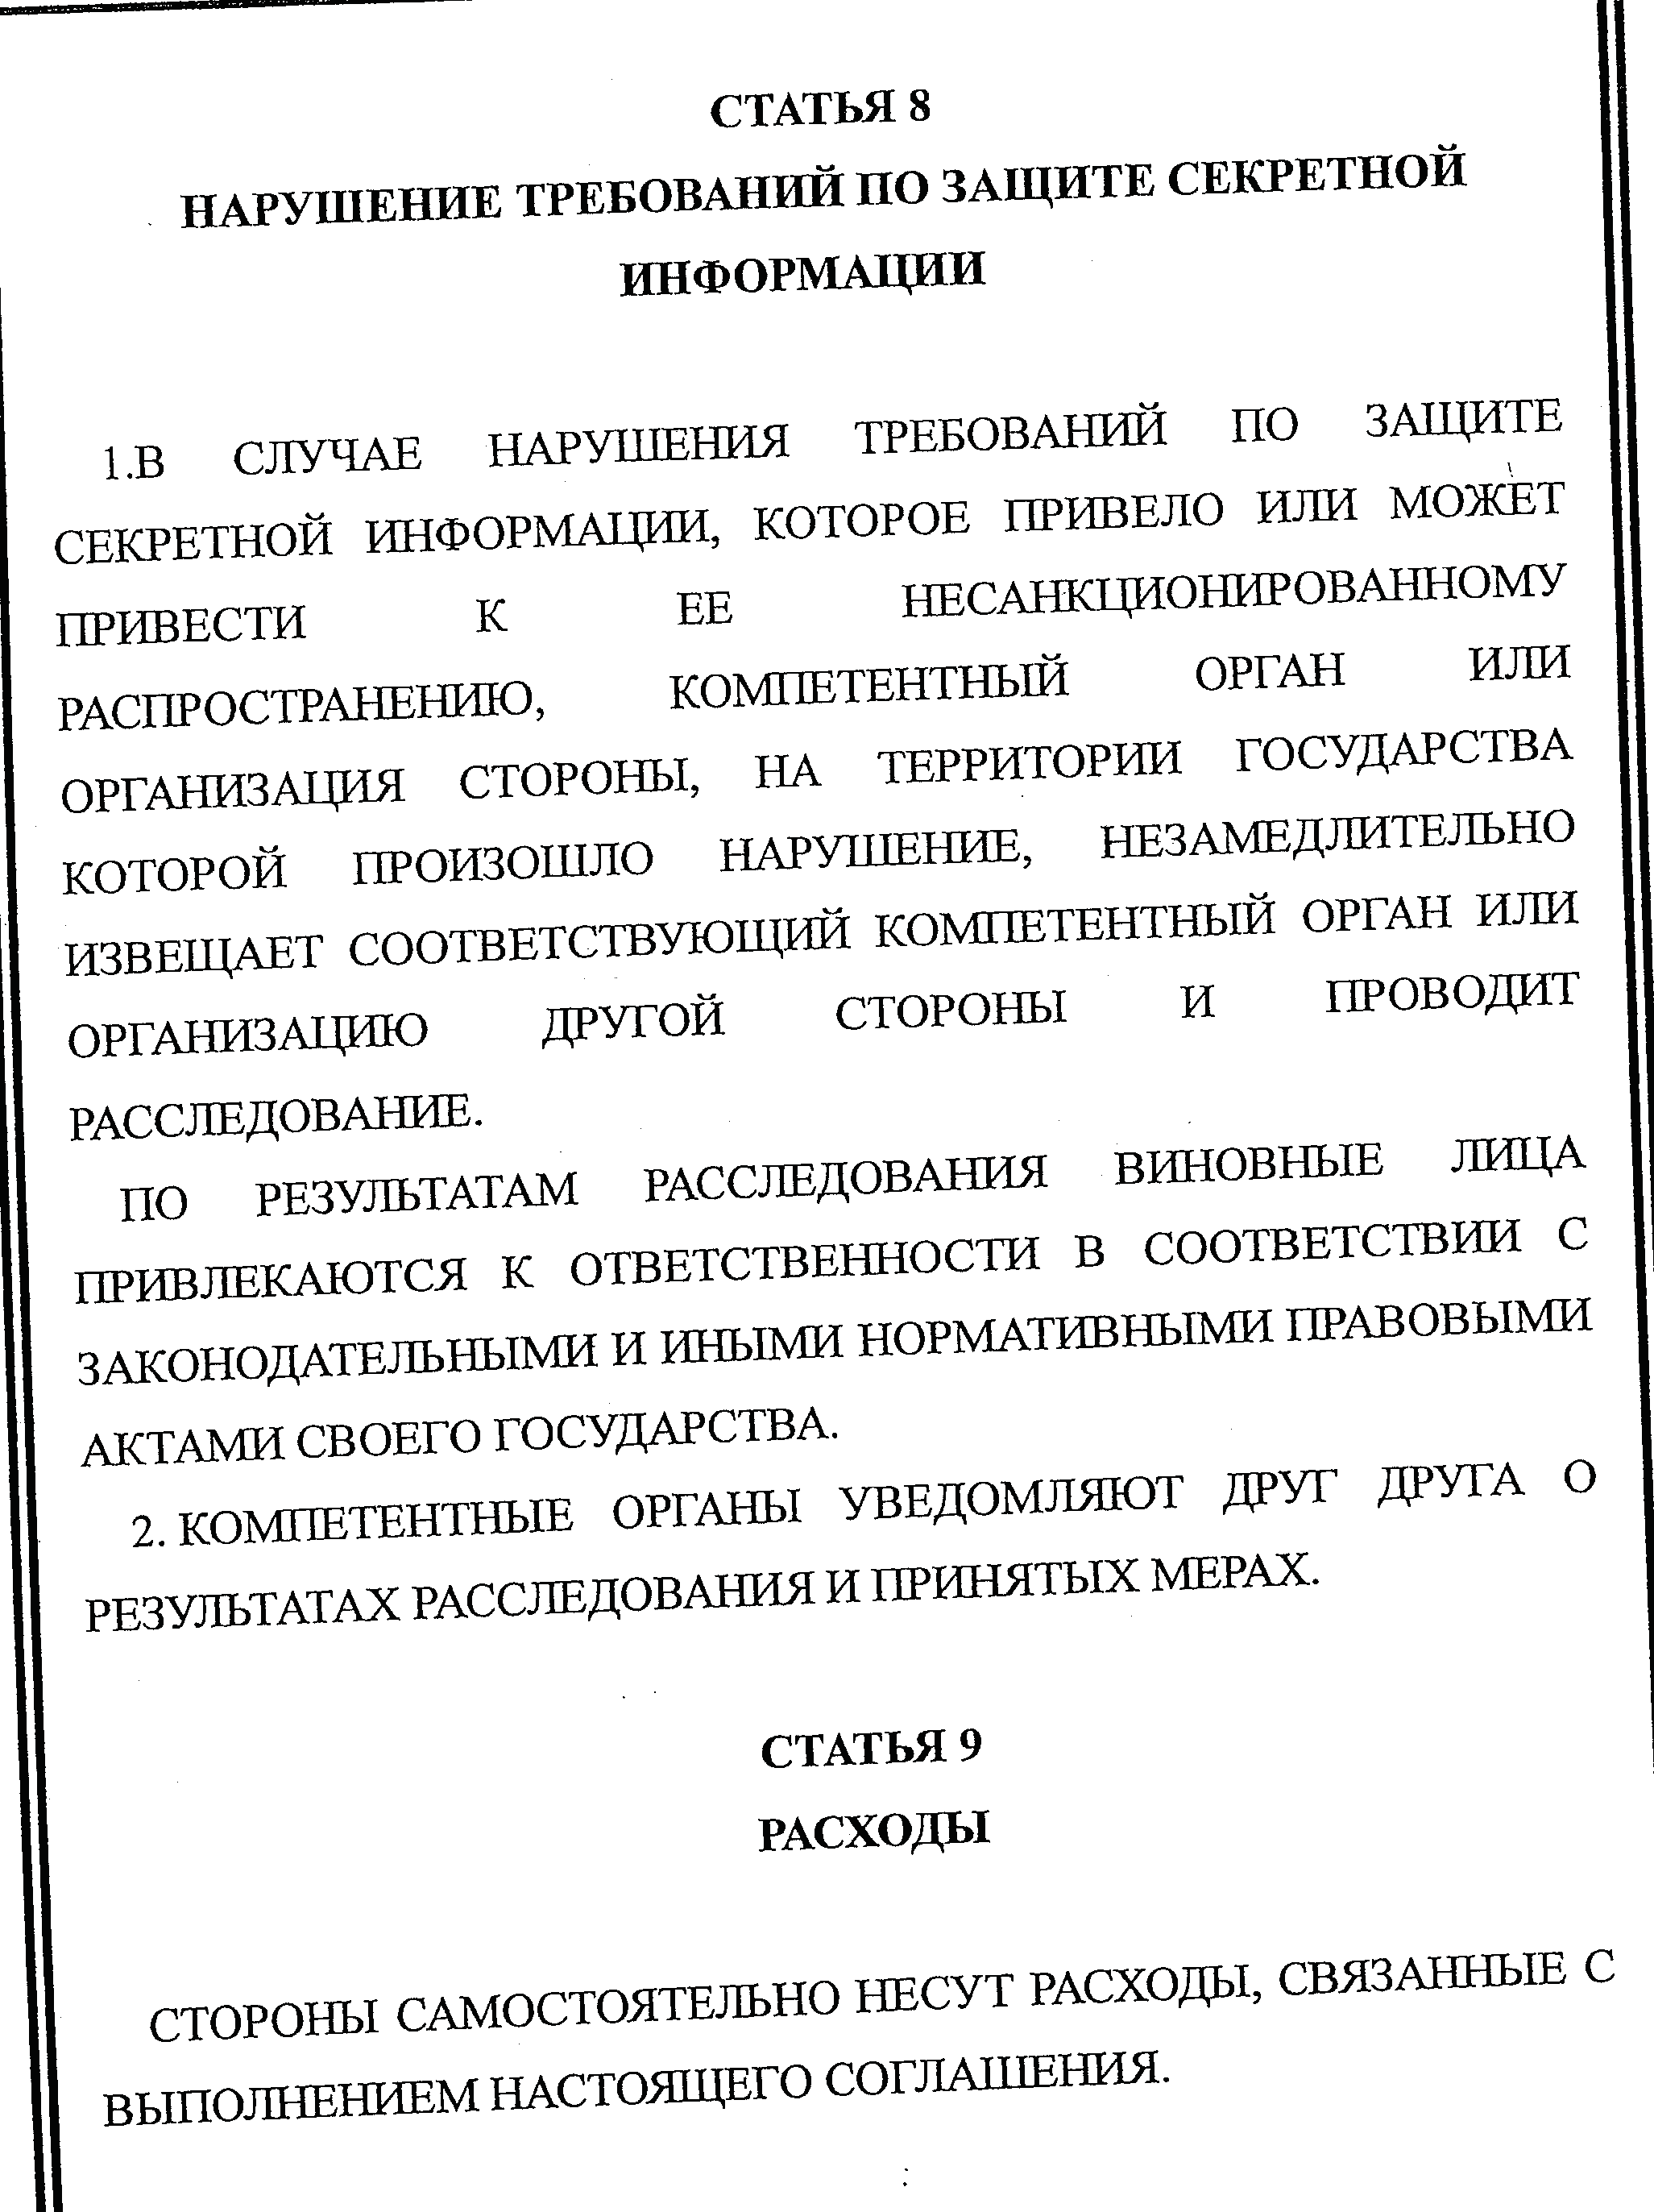 СТАТЬЯ 8
НАРУШЕНИЕ ТРЕБОВАНИЙ ПО ЗАЩИТЕ СЕКРЕТНОЙ
ИНФОРМАЦИИ
1.В СЛУЧАЕ НАРУШЕНИЯ ТРЕБОВАНИЙ ПО ЗАЩИТЕ
СЕКРЕТНОЙ ИНФОРМАЦИИ, КОТОРОЕ ПРИВЕЛО ИЛИ МОЖЕТ
ПРИВЕСТИ К ЕЕ НЕСАНКЦИОНИРОВАННОМУ
РАСПРОСТРАНЕНИЮ, КОМПЕТЕНТНЫЙ ОРГАН ИЛИ
ОРГАНИЗАЦИЯ СТОРОНЫ, НА ТЕРРИТОРИИ ГОСУДАРСТВА
КОТОРОЙ ПРОИЗОШЛО НАРУШЕНИЕ, НЕЗАМЕДЛИТЕЛЬНО
ИЗВЕЩАЕТ СООТВЕТСТВУЮЩИЙ КОМПЕТЕНТНЫЙ ОРГАН ИЛИ
ОРГАНИЗАЦИЮ ДРУГОЙ СТОРОНЫ И ПРОВОДИТ
РАССЛЕДОВАНИЕ.
ПО РЕЗУЛЬТАТАМ РАССЛЕДОВАНИЯ ВИНОВНЫЕ ЛИЦА
ПРИВЛЕКАЮТСЯ К ОТВЕТСТВЕННОСТИ В СООТВЕТСТВИИ С
ЗАКОНОДАТЕЛЬНЫМИ И ИНЫМИ НОРМАТИВНЫМИ ПРАВОВЫМИ
АКТАМИ СВОЕГО ГОСУДАРСТВА.
2. КОМПЕТЕНТНЫЕ ОРГАНЫ УВЕДОМЛЯЮТ ДРУГ ДРУГА О
РЕЗУЛЬТАТАХ РАССЛЕДОВАНИЯ И ПРИНЯТЫХ МЕРАХ.
СТАТЬЯ 9
РАСХОДЫ
СТОРОНЫ САМОСТОЯТЕЛЬНО НЕСУТ РАСХОДЫ, СВЯЗАННЫЕ С
ВЫПОЛНЕНИЕМ НАСТОЯЩЕГО СОГЛАШЕНИЯ.